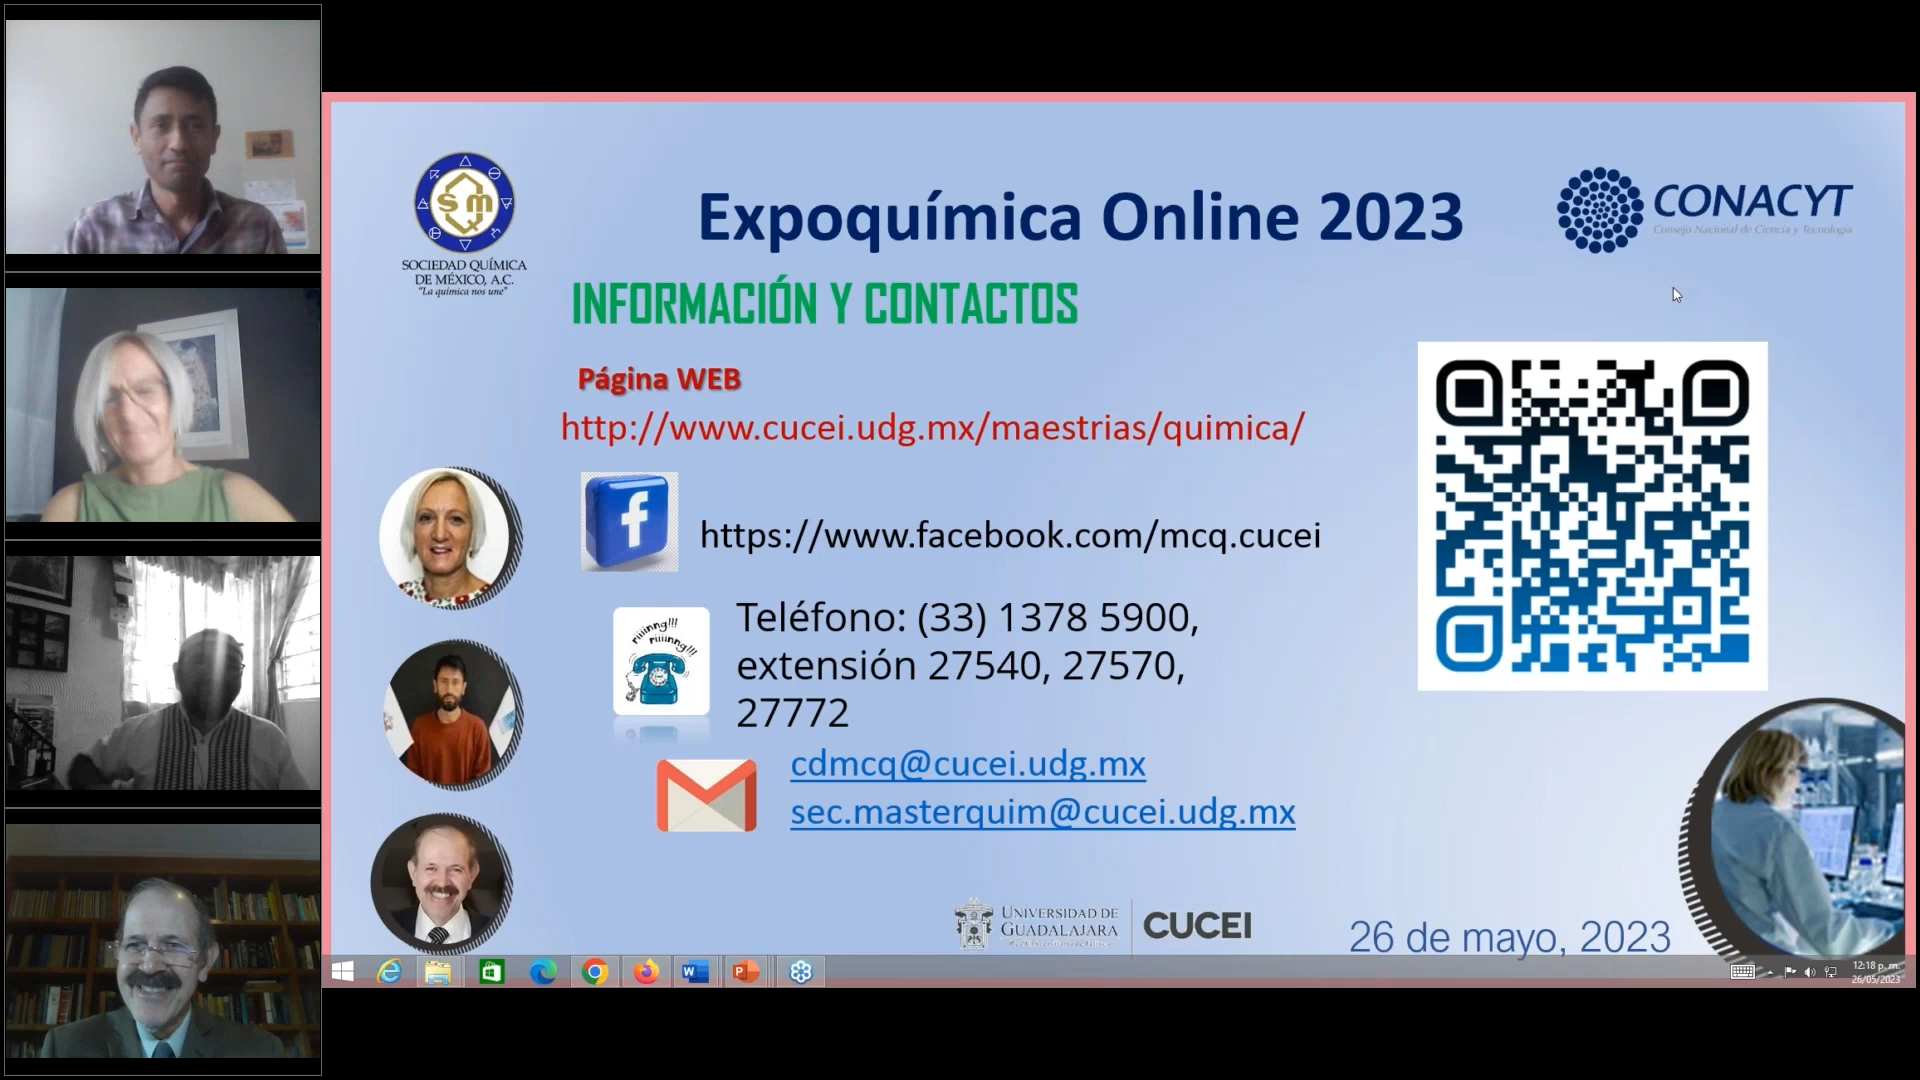 SM
Q
SOCIEDAD QUÍMICA
DE MÉXICO, A.C.
"La química nos une"
Expoquímica Online 2023
CONACYT
Consejo Nacional de Ciencia y Tecnología
INFORMACIÓN Y CONTACTOS
Página WEB
http://www.cucei.udg.mx/maestrias/quimica/
f
https://www.facebook.com/mcq.cucei
riiiinng!!!
riiiinng!!!
Teléfono: (33) 1378 5900,
extensión 27540, 27570,
27772
cdmcq@cucei.udg.mx
sec.masterquim@cucei.udg.mx
UNIVERSIDAD DE
GUADALAJARA
CUCEI
26 de mayo, 2023
12:18 p. m.
26/05/2023